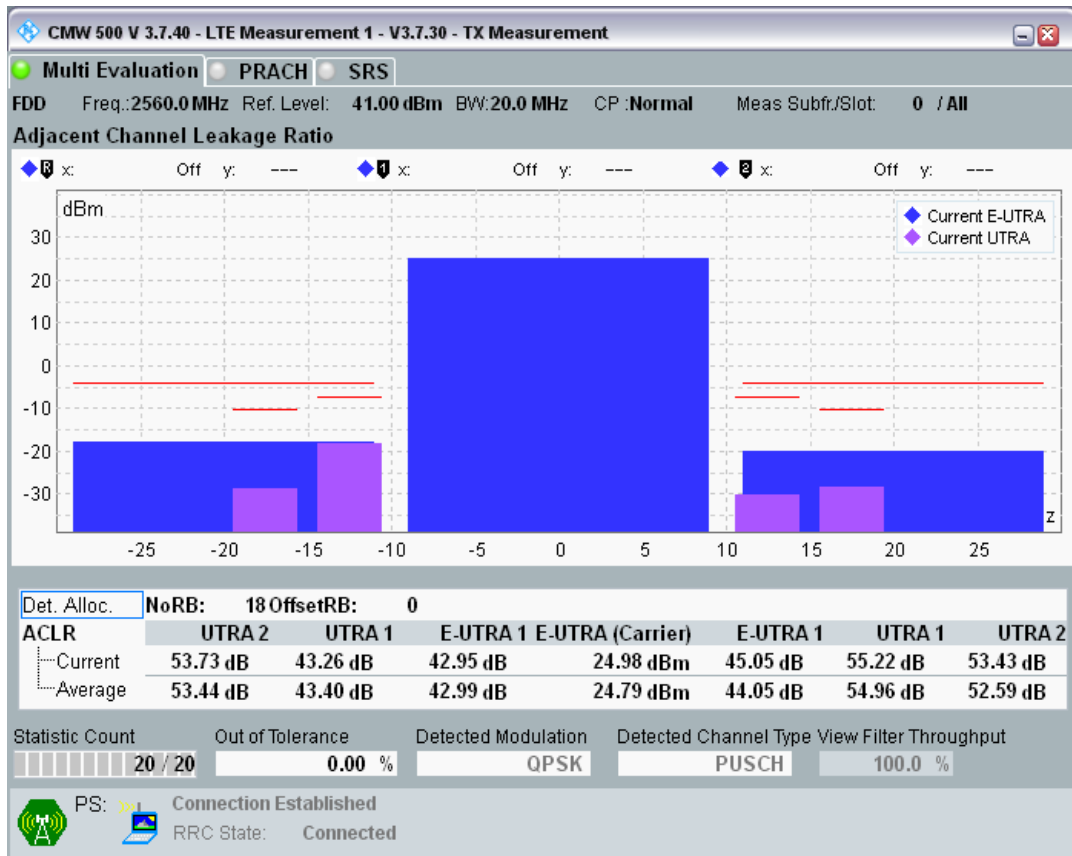 CMW 500 V 3.7.40 - LTE Measurement 1 - V3.7.30 - TX Measurement
Multi Evaluation PRACH SRS
FDD Freq.:2560.0 MHz Ref. Level: 41.00 dBm BW:20.0 MHz CP :Normal Meas Subfr./Slot: 0 / All
Adjacent Channel Leakage Ratio
R x: Off y: --- 1 x: Off y: --- 2 x: Off y: ---
dBm
Current E-UTRA
Current UTRA
30
20
10
0
-10
-20
-30
z
-25 -20 -15 -10 -5 0 5 10 15 20 25
Det. Alloc. NoRB: 18 OffsetRB: 0
ACLR UTRA 2 UTRA 1 E-UTRA 1 E-UTRA (Carrier) E-UTRA 1 UTRA 1 UTRA 2
Current 53.73 dB 43.26 dB 42.95 dB 24.98 dBm 45.05 dB 55.22 dB 53.43 dB
Average 53.44 dB 43.40 dB 42.99 dB 24.79 dBm 44.05 dB 54.96 dB 52.59 dB
Statistic Count Out of Tolerance Detected Modulation Detected Channel Type View Filter Throughput
20 / 20 0.00 % QPSK PUSCH 100.0 %
PS: Connection Established
RRC State: Connected